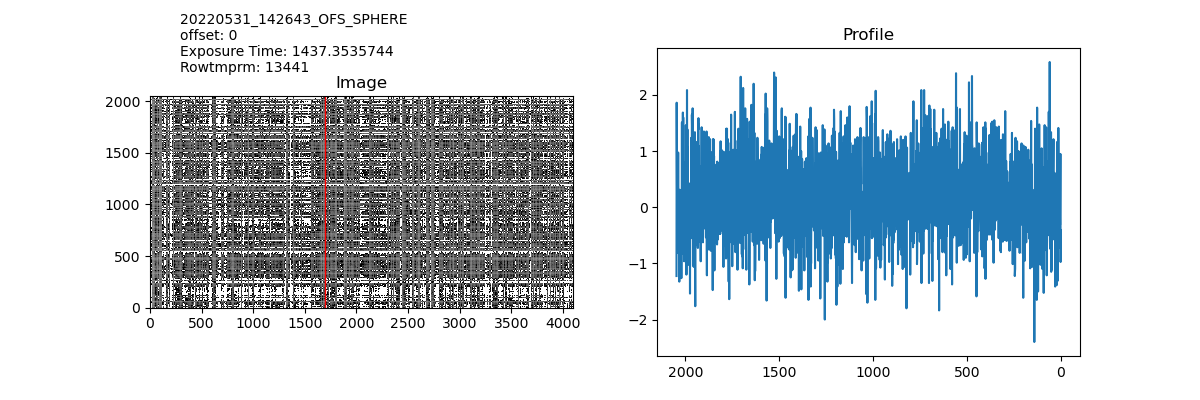 20220531_142643_OFS_SPHERE
offset: 0
Exposure Time: 1437.3535744
Rowtmprm: 13441
Image
2000
1500
1000
500
0
0 500 1000 1500 2000 2500 3000 3500 4000
Profile
2
1
0
−1
−2
2000 1500 1000 500 0